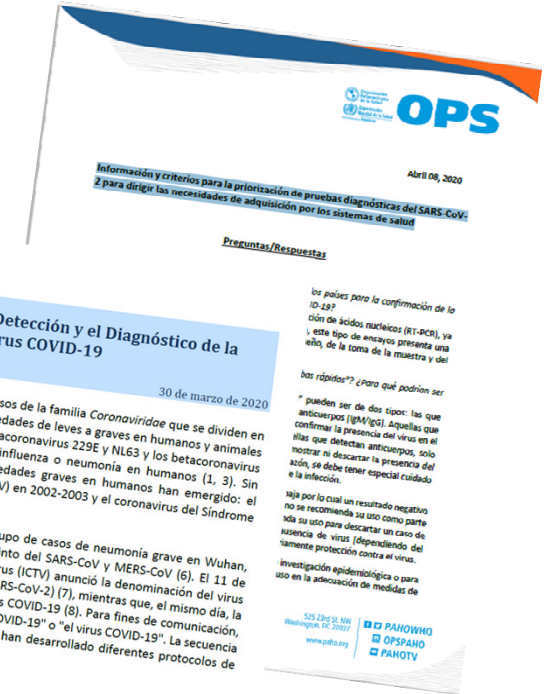 Organización
Panamericana
de la Salud
Organización
Mundial de la Salud
OPS
Abril 08, 2020
Información y criterios para la priorización de pruebas diagnósticas del SARS-CoV-
2 para dirigir las necesidades de adquisición por los sistemas de salud
Preguntas/Respuestas
los países para la confirmación de la
ID-19?
ción de ácidos nucleicos (RT-PCR), ya
, este tipo de ensayos presenta una
eño, de la toma de la muestra y del
bas rápidas"? ¿Para qué podrían ser
" pueden ser de dos tipos: las que
anticuerpos (IgM/IgG). Aquellas que
confirmar la presencia del virus en el
ellas que detectan anticuerpos, solo
mostrar ni descartar la presencia del
azón, se debe tener especial cuidado
e la infección.
baja por lo cual un resultado negativo
no se recomienda su uso como parte
ada su uso para descartar un caso de
ausencia de virus (dependiendo del
riamente protección contra el virus.
investigación epidemiológica o para
uso en la adecuación de medidas de
525 23rd St. NW
Washington, DC 20037
www.paho.org
PAHOWHO
OPSPAHO
PAHOTV
Detección y el Diagnóstico de la
irus COVID-19
30 de marzo de 2020
sos de la familia Coronaviridae que se dividen en
edades de leves a graves en humanos y animales
acoronavirus 229E y NL63 y los betacoronavirus
influenza o neumonía en humanos (1, 3). Sin
edades graves en humanos han emergido: el
V) en 2002-2003 y el coronavirus del Síndrome
upo de casos de neumonía grave en Wuhan,
into del SARS-CoV y MERS-CoV (6). El 11 de
rus (ICTV) anunció la denominación del virus
RS-CoV-2) (7), mientras que, el mismo día, la
s COVID-19 (8). Para fines de comunicación,
OVID-19" o "el virus COVID-19". La secuencia
han desarrollado diferentes protocolos de